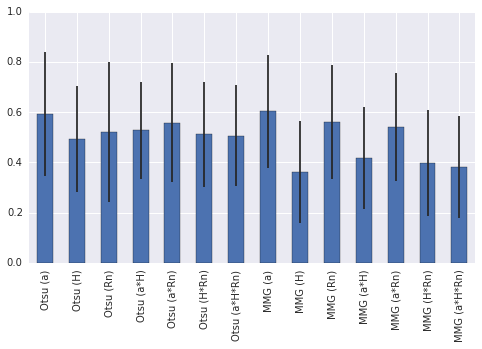 1.0
0.8
0.6
0.4
0.2
0.0
Otsu (a)
Otsu (H)
Otsu (Rn)
Otsu (a*H)
Otsu (a*Rn)
Otsu (H*Rn)
Otsu (a*H*Rn)
MMG (a)
MMG (H)
MMG (Rn)
MMG (a*H)
MMG (a*Rn)
MMG (H*Rn)
MMG (a*H*Rn)